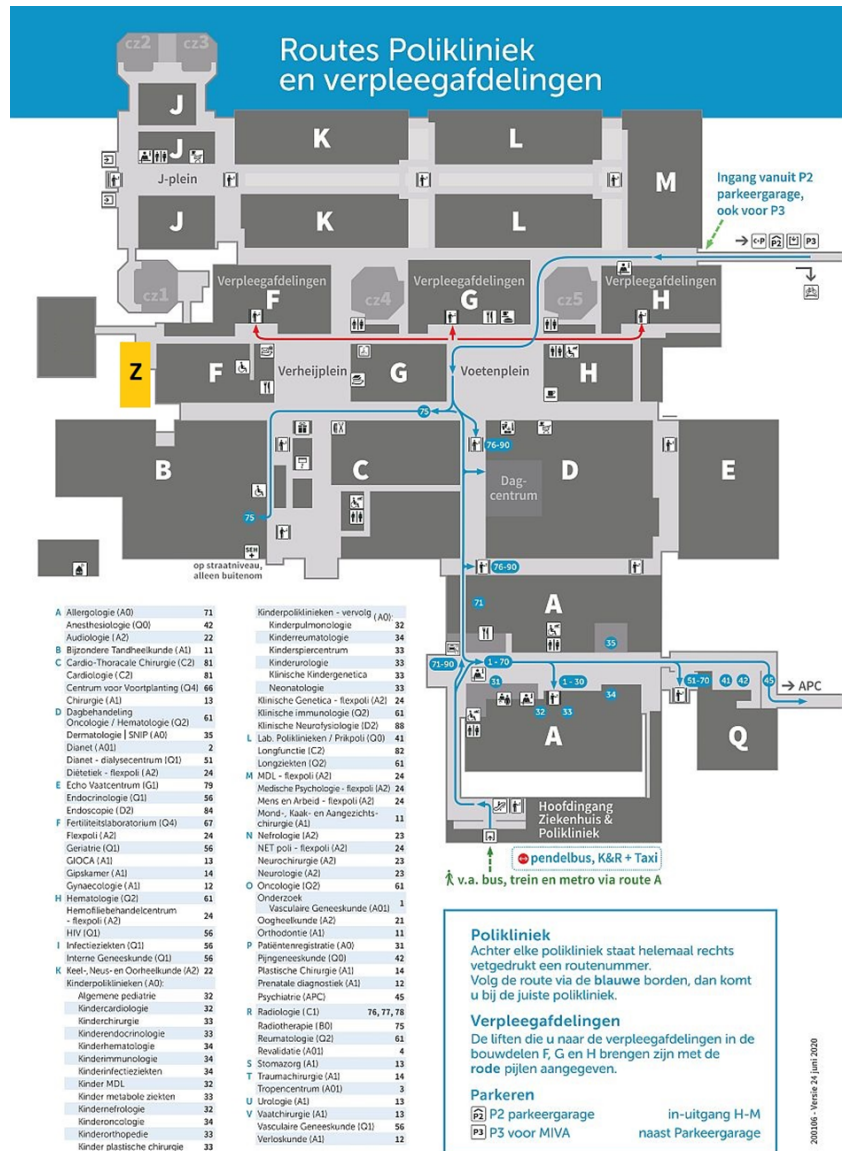 Routes Polikliniek
en verpleegafdelingen
cz2
cz3
J
J
J-plein
J
K
L
K
L
M
Ingang vanuit P2
parkeergarage,
ook voor P3
P2
P3
cz1
Verpleegafdelingen
F
cz4
Verpleegafdelingen
G
cz5
Verpleegafdelingen
H
Z
F
Verheijplein
G
Voetenplein
H
75
76-90
B
C
D
Dag-
centrum
E
75
SEH
op straatniveau,
alleen buitenom
76-90
71
A
35
71-90
1 - 70
31
1 - 30
34
32
33
A
51-70
41
42
45
APC
Q
Hoofdingang
Ziekenhuis &
Polikliniek
pendelbus, K&R + Taxi
v.a. bus, trein en metro via route A
A Allergologie (A0) 71
Anesthesiologie (Q0) 42
Audiologie (A2) 22
B Bijzondere Tandheelkunde (A1) 11
C Cardio-Thoracale Chirurgie (C2) 81
Cardiologie (C2) 81
Centrum voor Voortplanting (Q4) 66
Chirurgie (A1) 13
D Dagbehandeling
Oncologie / Hematologie (Q2) 61
Dermatologie | SNIP (A0) 35
Dianet (A01) 2
Dianet - dialysecentrum (Q1) 51
Diëtetiek - flexpoli (A2) 24
E Echo Vaatcentrum (G1) 79
Endocrinologie (Q1) 56
Endoscopie (D2) 84
F Fertiliteitslaboratorium (Q4) 67
Flexpoli (A2) 24
Geriatrie (Q1) 56
GIOCA (A1) 13
Gipskamer (A1) 14
Gynaecologie (A1) 12
H Hematologie (Q2) 61
Hemofiliebehandelcentrum
- flexpoli (A2) 24
HIV (Q1) 56
I Infectieziekten (Q1) 56
Interne Geneeskunde (Q1) 56
K Keel-, Neus- en Oorheelkunde (A2) 22
Kinderpoliklinieken (A0):
Algemene pediatrie 32
Kindercardiologie 32
Kinderchirurgie 33
Kinderendocrinologie 33
Kinderhematologie 34
Kinderimmunologie 34
Kinderinfectieziekten 34
Kinder MDL 32
Kinder metabole ziekten 33
Kindernefrologie 32
Kinderoncologie 34
Kinderorthopedie 33
Kinder plastische chirurgie 33
Kinderpoliklinieken - vervolg (A0):
Kinderpulmonologie 32
Kinderreumatologie 34
Kinderspiercentrum 33
Kinderurologie 33
Klinische Kindergenetica 33
Neonatologie 33
Klinische Genetica - flexpoli (A2) 24
Klinische immunologie (Q2) 61
Klinische Neurofysiologie (D2) 88
L Lab. Poliklinieken / Prikpoli (Q0) 41
Longfunctie (C2) 82
Longziekten (Q2) 61
M MDL - flexpoli (A2) 24
Medische Psychologie - flexpoli (A2) 24
Mens en Arbeid - flexpoli (A2) 24
Mond-, Kaak- en Aangezichts-
chirurgie (A1) 11
N Nefrologie (A2) 23
NET poli - flexpoli (A2) 24
Neurochirurgie (A2) 23
Neurologie (A2) 23
O Oncologie (Q2) 61
Onderzoek
Vasculaire Geneeskunde (A01) 1
Oogheelkunde (A2) 21
Orthodontie (A1) 11
P Patiëntenregistratie (A0) 31
Pijngeneeskunde (Q0) 42
Plastische Chirurgie (A1) 14
Prenatale diagnostiek (A1) 12
Psychiatrie (APC) 45
R Radiologie (C1) 76, 77, 78
Radiotherapie (B0) 75
Reumatologie (Q2) 61
Revalidatie (A01) 4
S Stomazorg (A1) 13
T Traumachirurgie (A1) 14
Tropencentrum (A01) 3
U Urologie (A1) 13
V Vaatchirurgie (A1) 13
Vasculaire Geneeskunde (Q1) 56
Verloskunde (A1) 12
Polikliniek
Achter elke polikliniek staat helemaal rechts
vetgedrukt een routenummer.
Volg de route via de blauwe borden, dan komt
u bij de juiste polikliniek.
Verpleegafdelingen
De liften die u naar de verpleegafdelingen in de
bouwdelen F, G en H brengen zijn met de
rode pijlen aangegeven.
Parkeren
P2 P2 parkeergarage in-uitgang H-M
P3 P3 voor MIVA naast Parkeergarage
200106 - Versie 24 juni 2020